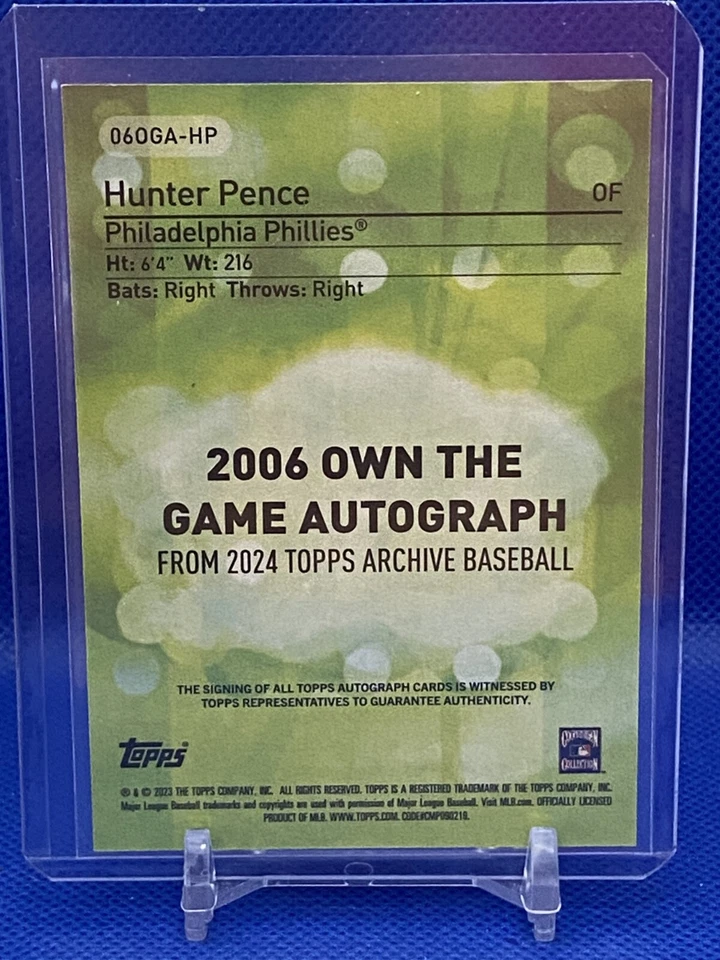 06OGA-HP
Hunter Pence OF
Philadelphia Phillies®
Ht: 6'4" Wt: 216
Bats: Right Throws: Right
2006 OWN THE
GAME AUTOGRAPH
FROM 2024 TOPPS ARCHIVE BASEBALL
THE SIGNING OF ALL TOPPS AUTOGRAPH CARDS IS WITNESSED BY
TOPPS REPRESENTATIVES TO GUARANTEE AUTHENTICITY.
topps®
COOPERSTOWN
COLLECTION™
® & © 2023 THE TOPPS COMPANY, INC. ALL RIGHTS RESERVED. TOPPS IS A REGISTERED TRADEMARK OF THE TOPPS COMPANY, INC.
Major League Baseball trademarks and copyrights are used with permission of Major League Baseball. Visit MLB.com. OFFICIALLY LICENSED
PRODUCT OF MLB. WWW.TOPPS.COM. CODE#CMP090219.